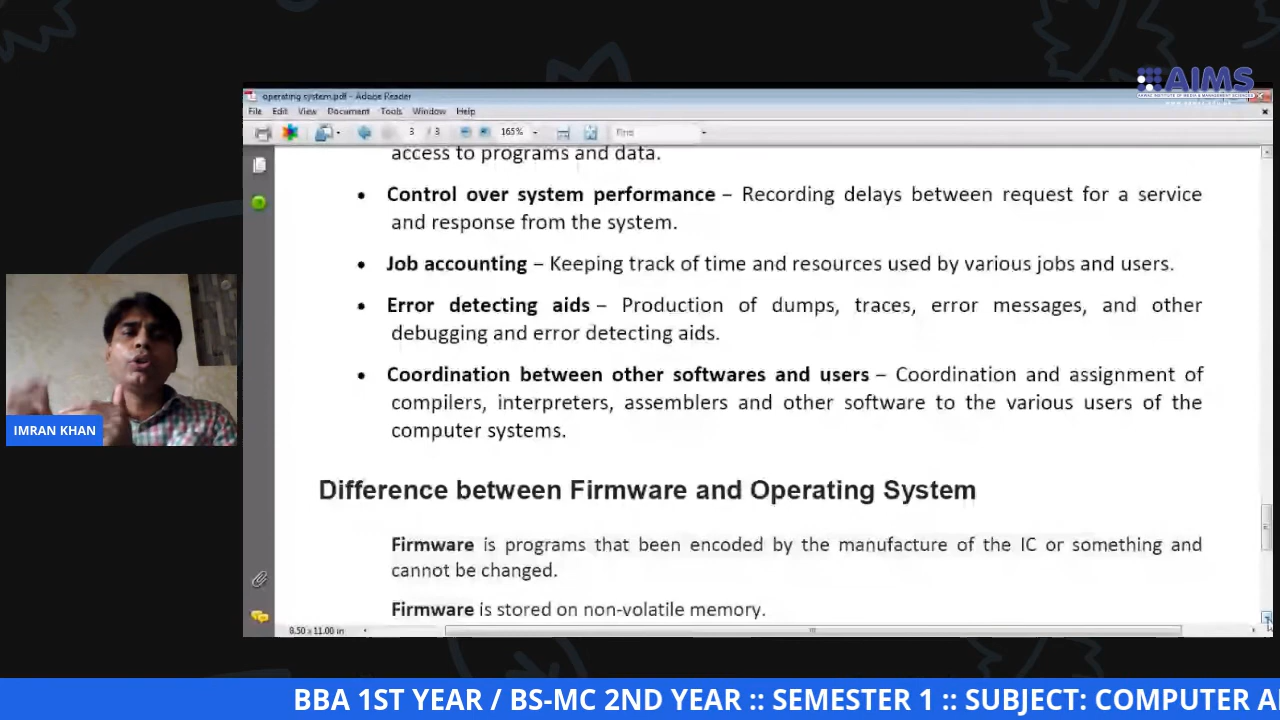 AIMS
operating system.pdf - Adobe Reader
File Edit View Document Tools Window Help
3 / 3 165% Find
access to programs and data.
• Control over system performance – Recording delays between request for a service
and response from the system.
• Job accounting – Keeping track of time and resources used by various jobs and users.
• Error detecting aids – Production of dumps, traces, error messages, and other
debugging and error detecting aids.
• Coordination between other softwares and users – Coordination and assignment of
compilers, interpreters, assemblers and other software to the various users of the
computer systems.
IMRAN KHAN
Difference between Firmware and Operating System
Firmware is programs that been encoded by the manufacture of the IC or something and
cannot be changed.
Firmware is stored on non-volatile memory.
8.50 x 11.00 in
BBA 1ST YEAR / BS-MC 2ND YEAR :: SEMESTER 1 :: SUBJECT: COMPUTER A